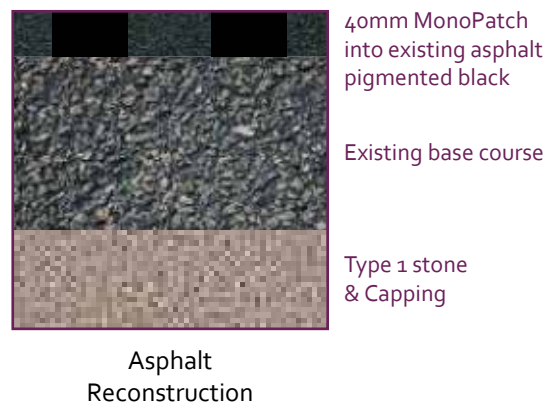 40mm MonoPatch
into existing asphalt
pigmented black
Existing base course
Type 1 stone
& Capping
Asphalt
Reconstruction